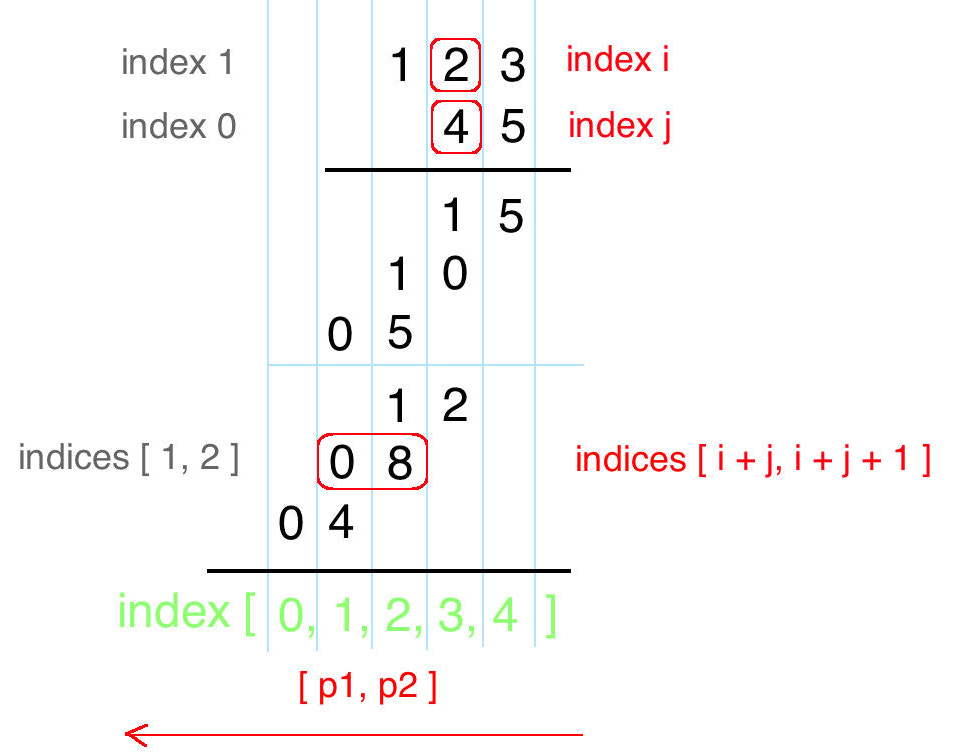 index 1 1 2 3 index i
index 0 4 5 index j
1 5
1 0
0 5
1 2
indices [ 1, 2 ] 0 8 indices [ i + j, i + j + 1 ]
0 4
index [ 0, 1, 2, 3, 4 ]
[ p1, p2 ]